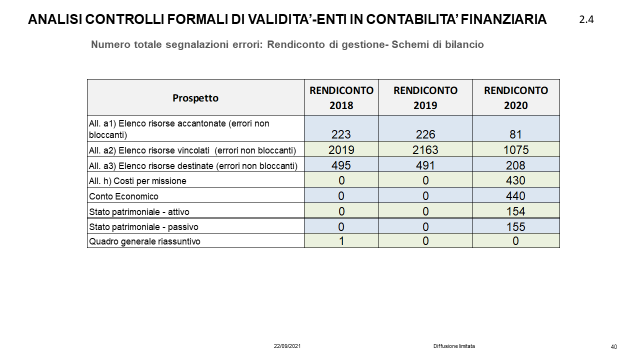 ANALISI CONTROLLI FORMALI DI VALIDITA'-ENTI IN CONTABILITA' FINANZIARIA 2.4
Numero totale segnalazioni errori: Rendiconto di gestione- Schemi di bilancio
Prospetto RENDICONTO 2018 RENDICONTO 2019 RENDICONTO 2020
All. a1) Elenco risorse accantonate (errori non
bloccanti) 223 226 81
All. a2) Elenco risorse vincolati (errori non bloccanti) 2019 2163 1075
All. a3) Elenco risorse destinate (errori non bloccanti) 495 491 208
All. h) Costi per missione 0 0 430
Conto Economico 0 0 440
Stato patrimoniale - attivo 0 0 154
Stato patrimoniale - passivo 0 0 155
Quadro generale riassuntivo 1 0 0
22/09/2021 Diffusione limitata 40